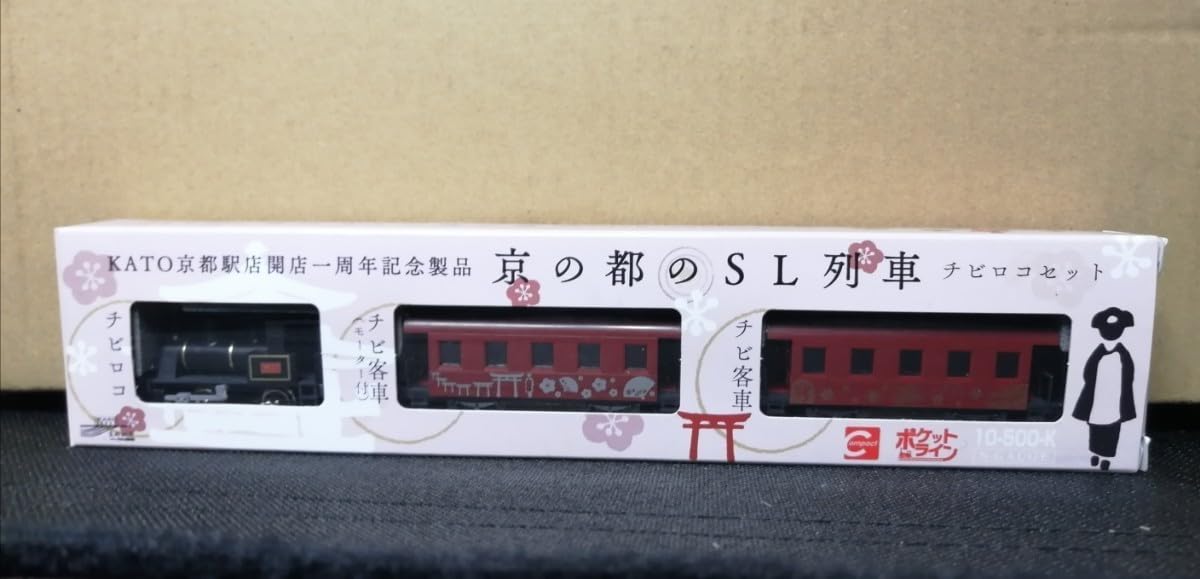 KATO京都駅店開店一周年記念製品 京の都のSL列車 チビロコセット
チビロコ
チビ客車
(モーター付)
チビ客車
Compact
ポケット
ライン
10-500-K